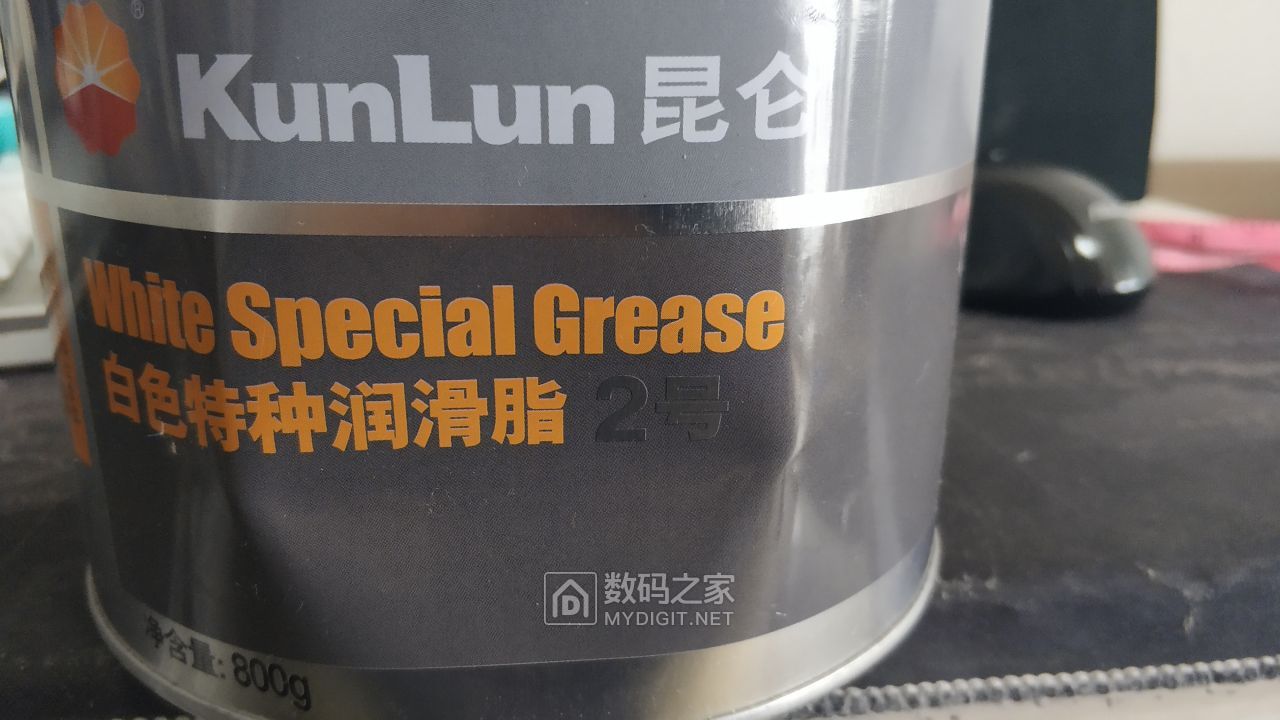 ®
KunLun 昆仑
White Special Grease
白色特种润滑脂 2号
数码之家
MYDIGIT.NET
净含量: 800g